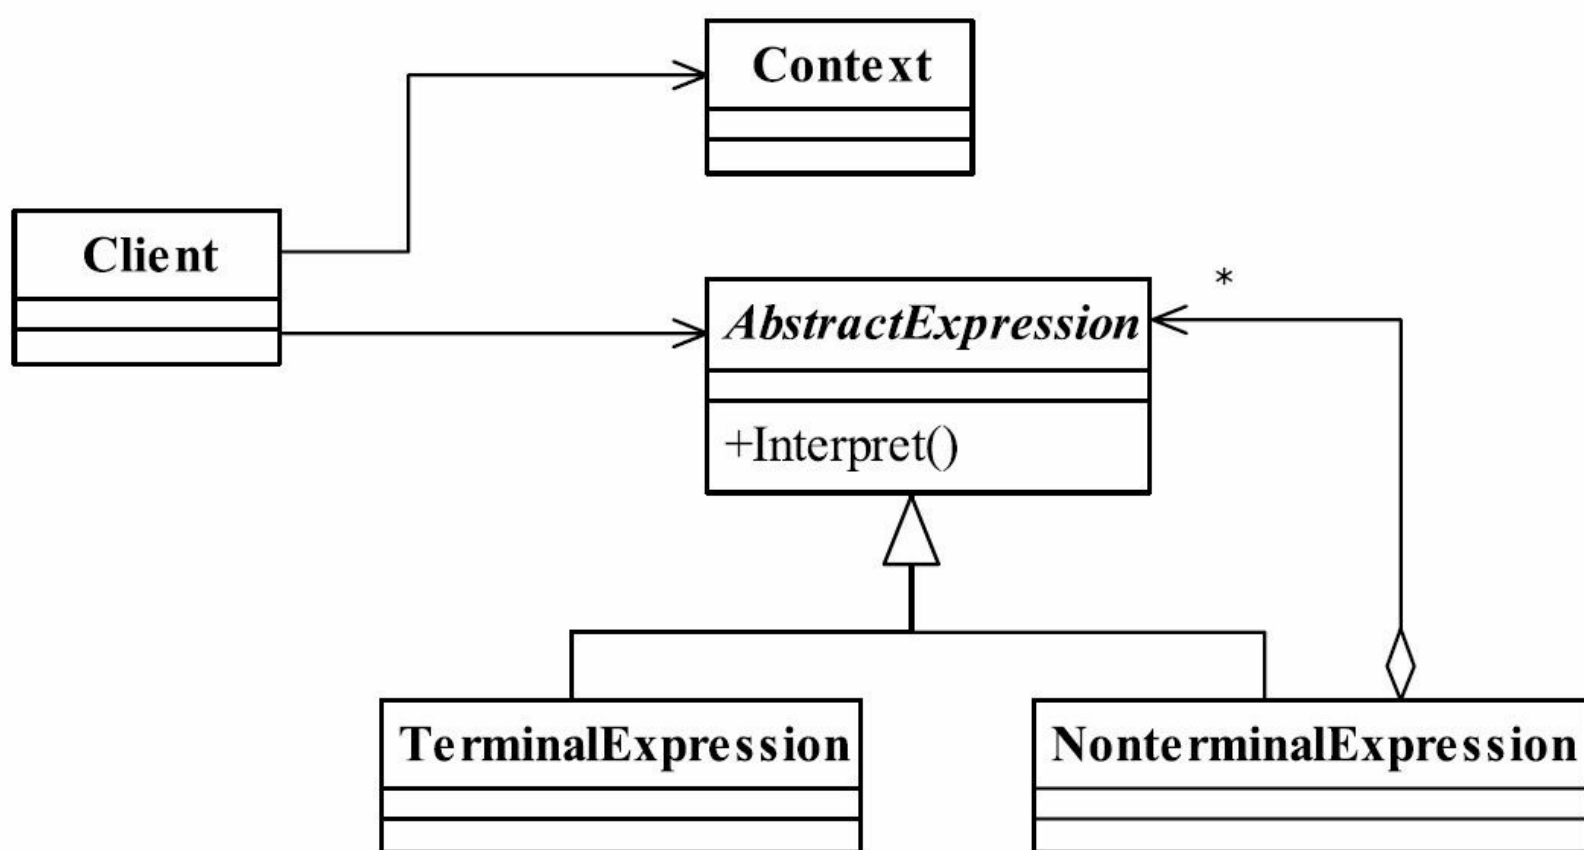 Context
Client
*
AbstractExpression
+Interpret()
TerminalExpression
NonterminalExpression